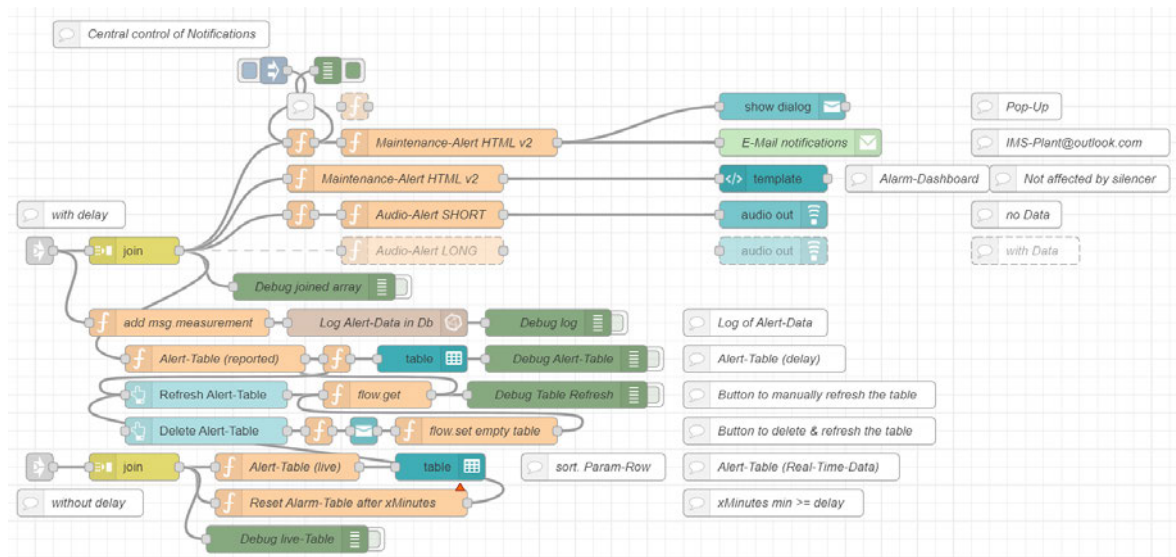 Central control of Notifications
show dialog
Pop-Up
Maintenance-Alert HTML v2
E-Mail notifications
IMS-Plant@outlook.com
Maintenance-Alert HTML v2
</> template
Alarm-Dashboard
Not affected by silencer
with delay
Audio-Alert SHORT
audio out
no Data
join
Audio-Alert LONG
audio out
with Data
Debug joined array
add msg measurement
Log Alert-Data in Db
Debug log
Log of Alert-Data
Alert-Table (reported)
table
Debug Alert-Table
Alert-Table (delay)
Refresh Alert-Table
flow.get
Debug Table Refresh
Button to manually refresh the table
Delete Alert-Table
flow.set empty table
Button to delete & refresh the table
join
Alert-Table (live)
table
sort. Param-Row
Alert-Table (Real-Time-Data)
without delay
Reset Alarm-Table after xMinutes
xMinutes min >= delay
Debug live-Table